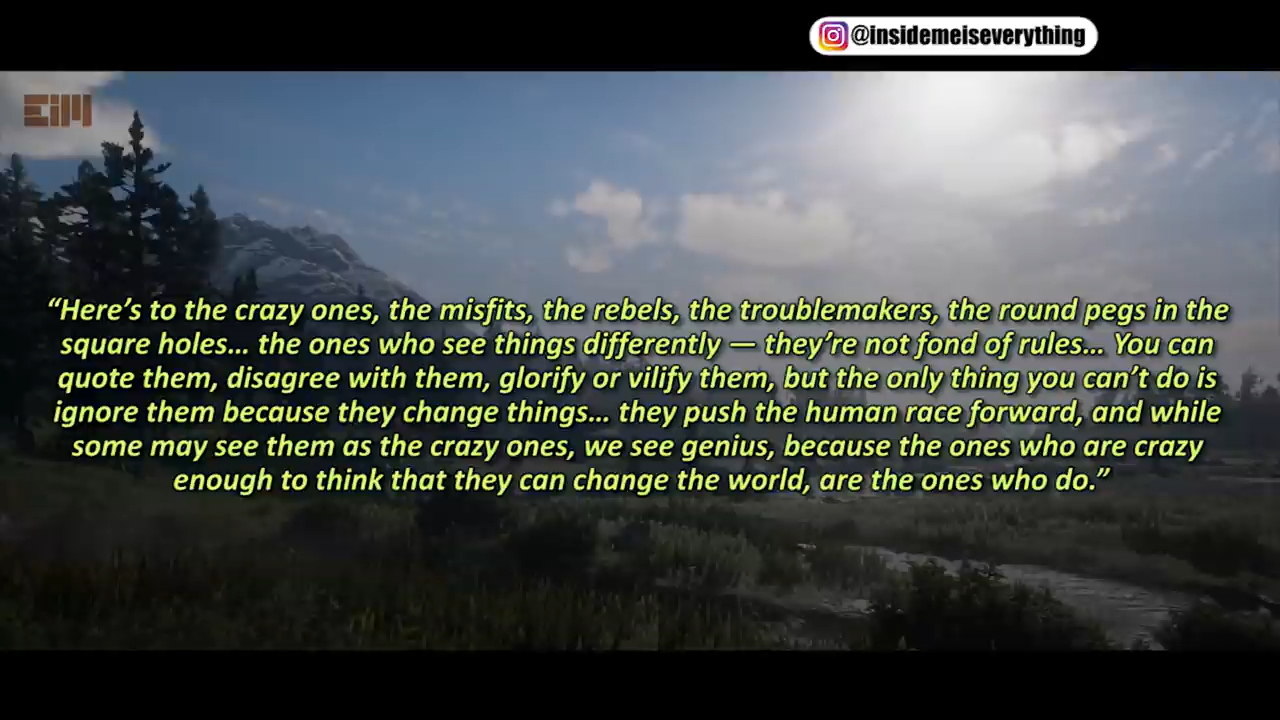 @insidemeiseverything
EiM
“Here’s to the crazy ones, the misfits, the rebels, the troublemakers, the round pegs in the
square holes… the ones who see things differently — they’re not fond of rules… You can
quote them, disagree with them, glorify or vilify them, but the only thing you can’t do is
ignore them because they change things… they push the human race forward, and while
some may see them as the crazy ones, we see genius, because the ones who are crazy
enough to think that they can change the world, are the ones who do.”